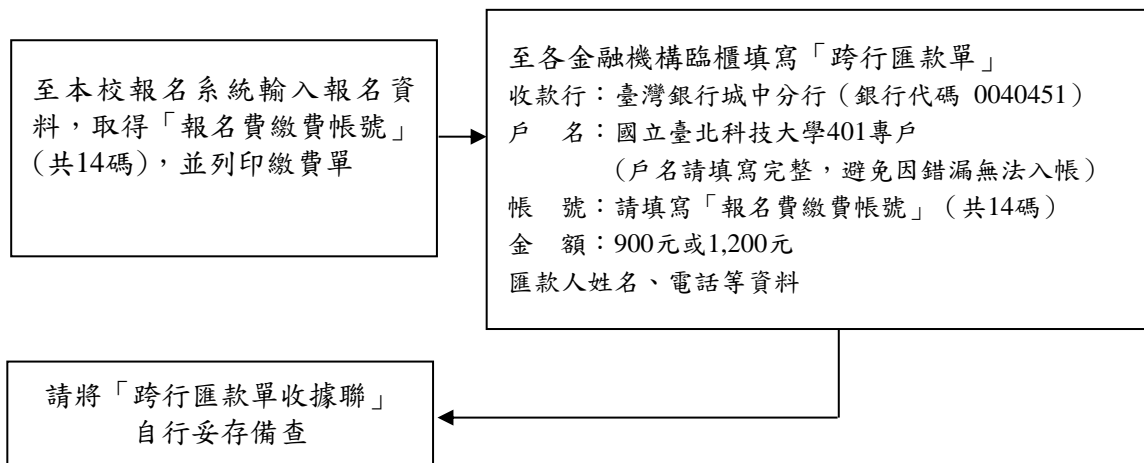 至本校報名系統輸入報名資
料，取得「報名費繳費帳號」
(共14碼)，並列印繳費單
至各金融機構臨櫃填寫「跨行匯款單」
收款行：臺灣銀行城中分行（銀行代碼 0040451）
戶　名：國立臺北科技大學401專戶
（戶名請填寫完整，避免因錯漏無法入帳）
帳　號：請填寫「報名費繳費帳號」（共14碼）
金　額：900元或1,200元
匯款人姓名、電話等資料
請將「跨行匯款單收據聯」
自行妥存備查